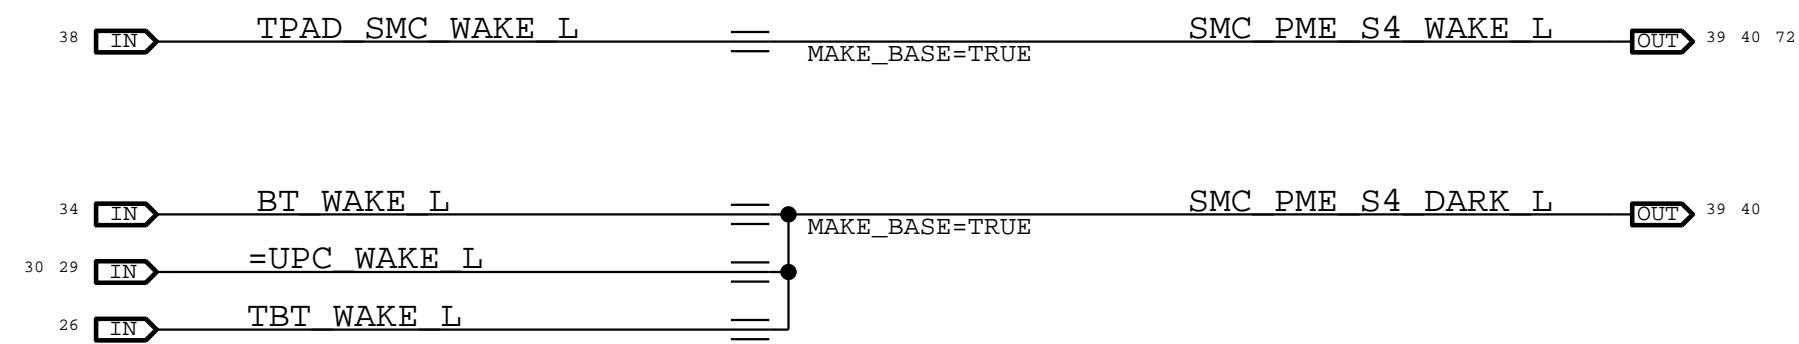 38 IN TPAD_SMC_WAKE_L SMC_PME_S4_WAKE_L OUT 39 40 72
MAKE_BASE=TRUE
34 IN BT_WAKE_L SMC_PME_S4_DARK_L OUT 39 40
MAKE_BASE=TRUE
30 29 IN =UPC_WAKE_L
26 IN TBT_WAKE_L